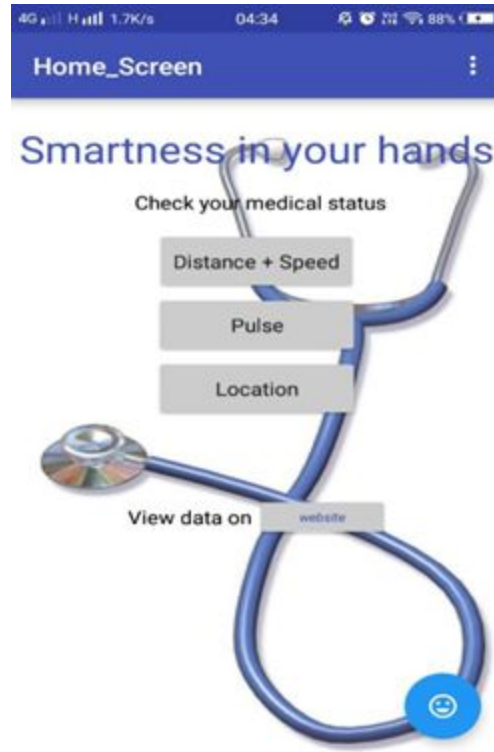 4G H 1.7K/s 04:34 88%
Home_Screen
Smartness in your hands
Check your medical status
Distance + Speed
Pulse
Location
View data on website